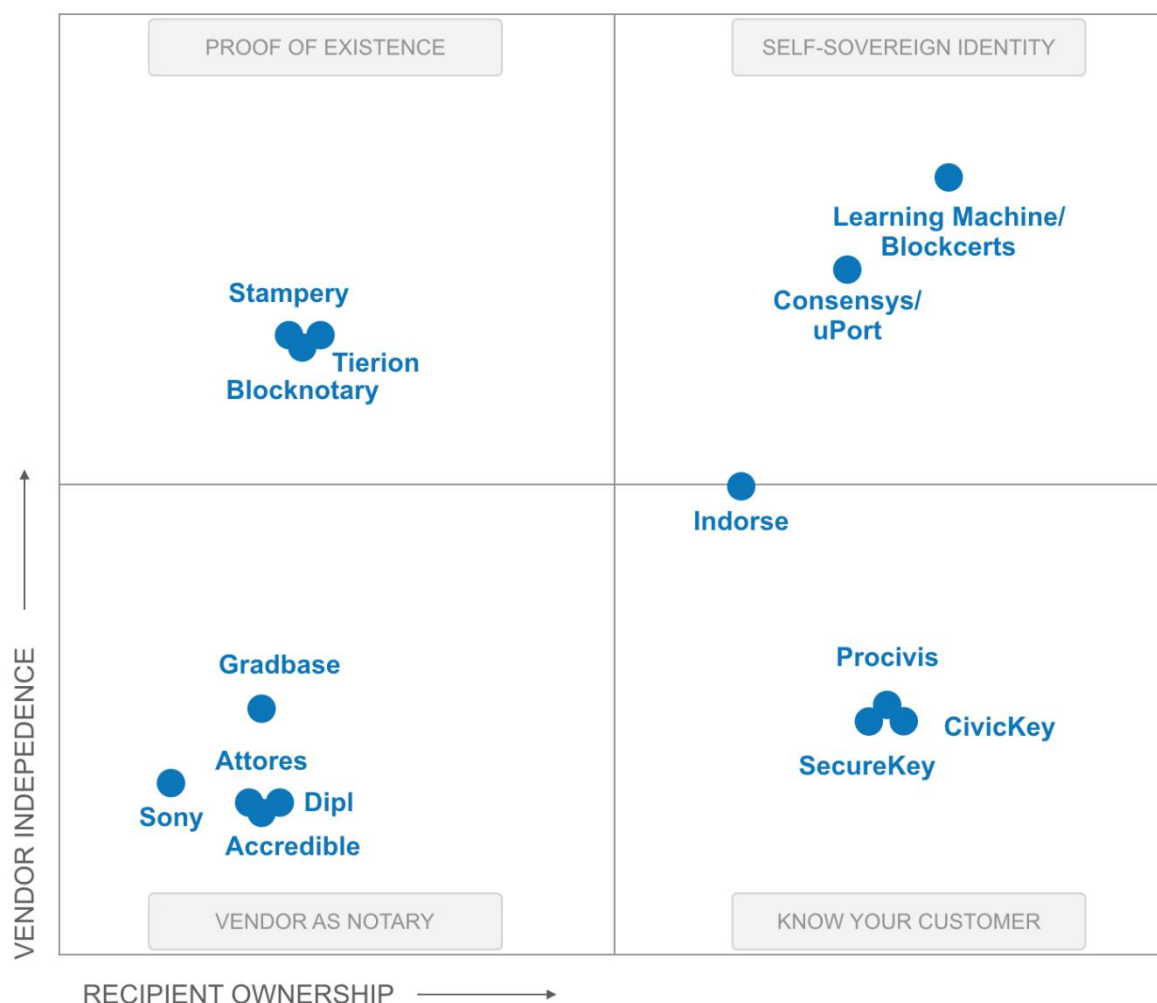 PROOF OF EXISTENCE
SELF-SOVEREIGN IDENTITY
Learning Machine/
Blockcerts
Consensys/
uPort
Stampery
Tierion
Blocknotary
Indorse
Gradbase
Attores
Sony
Dipl
Accredible
Procivis
CivicKey
SecureKey
VENDOR AS NOTARY
KNOW YOUR CUSTOMER
VENDOR INDEPEDENCE
RECIPIENT OWNERSHIP